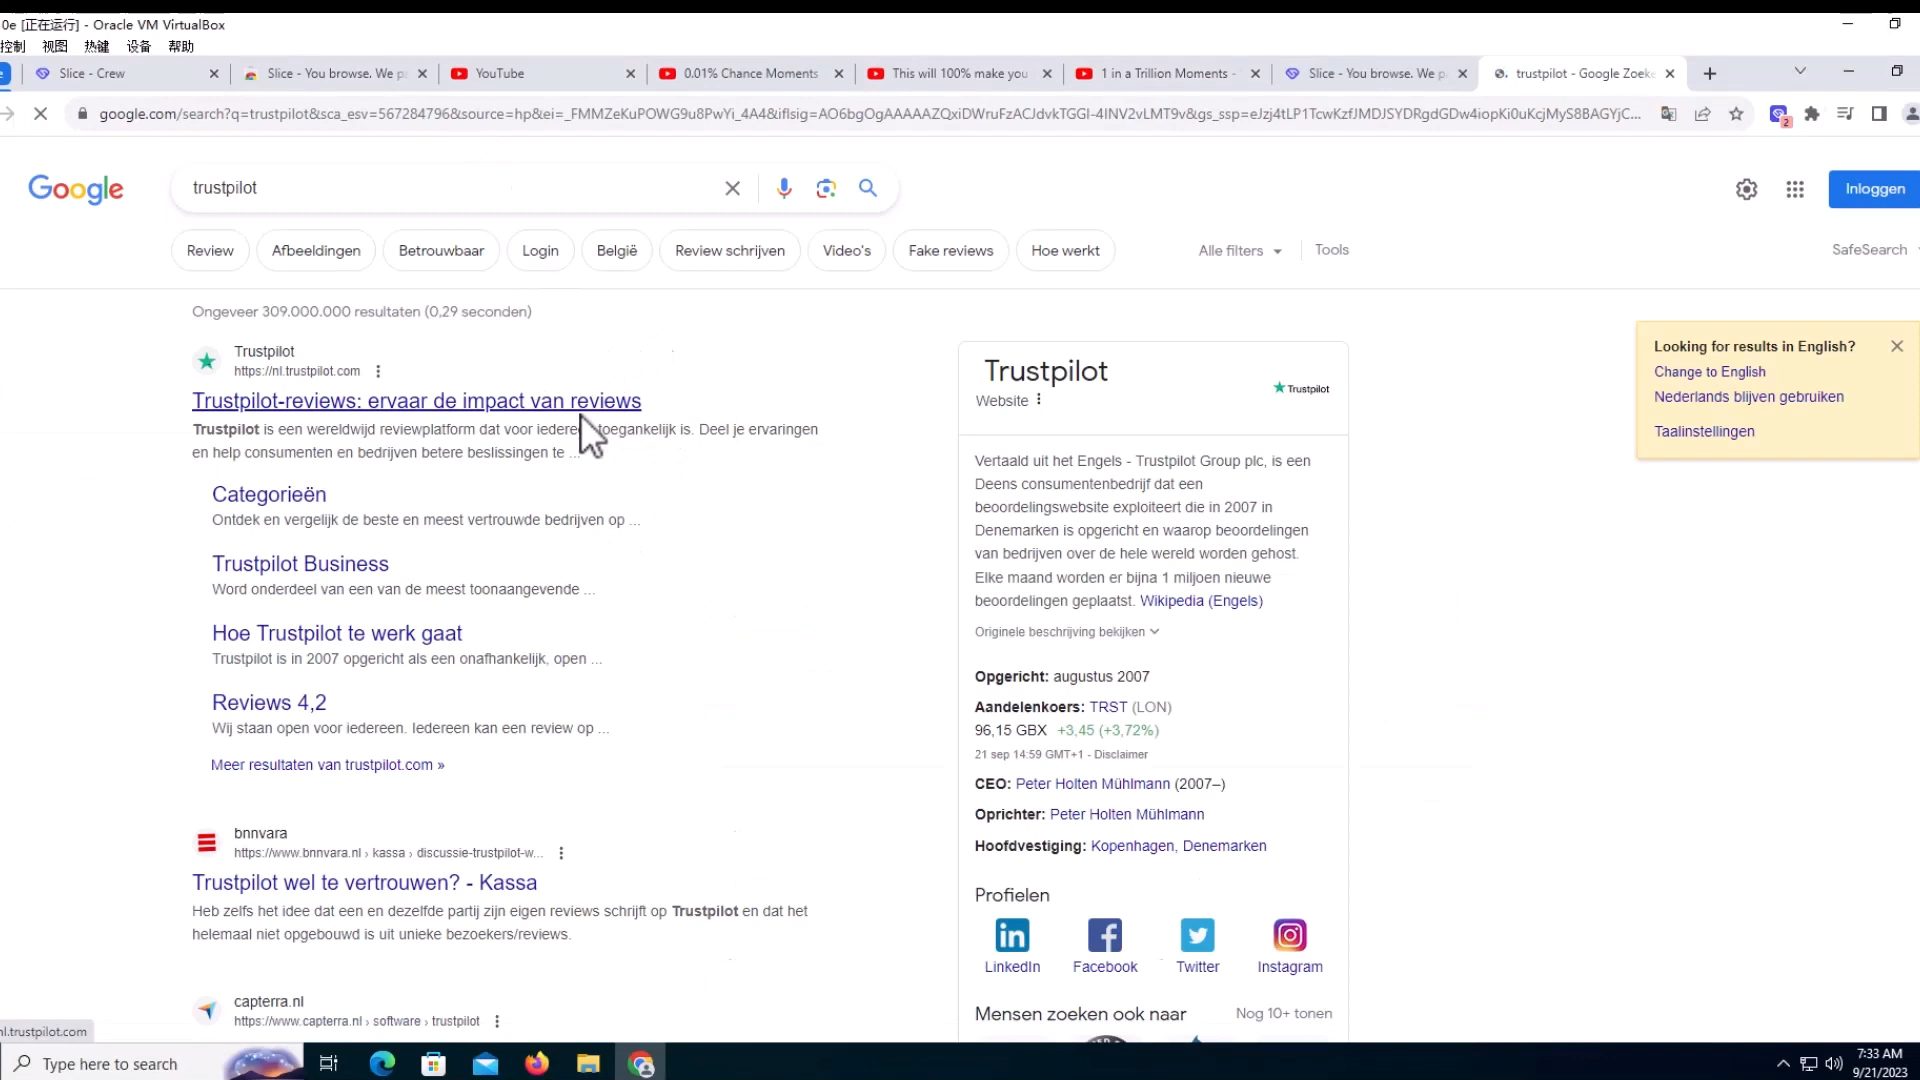 0e [正在运行] - Oracle VM VirtualBox
控制 视图 热键 设备 帮助
Slice - Crew
Slice - You browse. We p
YouTube
0.01% Chance Moments
This will 100% make you
1 in a Trillion Moments -
Slice - You browse. We p
trustpilot - Google Zoeke
google.com/search?q=trustpilot&sca_esv=567284796&source=hp&ei=_FMMZeKuPOWG9u8PwYi_4A4&iflsig=AO6bgOgAAAAAZQxiDWruFzACJdvkTGGI-4INV2vLMT9v&gs_ssp=eJzj4tLP1TcwKzfJMDJSYDRgdGDw4iopKi0uKcjMyS8BAGYjC...
2
Google
trustpilot
Inloggen
Review
Afbeeldingen
Betrouwbaar
Login
België
Review schrijven
Video's
Fake reviews
Hoe werkt
Alle filters
Tools
SafeSearch
Ongeveer 309.000.000 resultaten (0,29 seconden)
Trustpilot
https://nl.trustpilot.com
Trustpilot-reviews: ervaar de impact van reviews
Trustpilot is een wereldwijd reviewplatform dat voor iedere toegankelijk is. Deel je ervaringen
en help consumenten en bedrijven betere beslissingen te ...
Categorieën
Ontdek en vergelijk de beste en meest vertrouwde bedrijven op ...
Trustpilot Business
Word onderdeel van een van de meest toonaangevende ...
Hoe Trustpilot te werk gaat
Trustpilot is in 2007 opgericht als een onafhankelijk, open ...
Reviews 4,2
Wij staan open voor iedereen. Iedereen kan een review op ...
Meer resultaten van trustpilot.com »
bnnvara
https://www.bnnvara.nl › kassa › discussie-trustpilot-w...
Trustpilot wel te vertrouwen? - Kassa
Heb zelfs het idee dat een en dezelfde partij zijn eigen reviews schrijft op Trustpilot en dat het
helemaal niet opgebouwd is uit unieke bezoekers/reviews.
capterra.nl
https://www.capterra.nl › software › trustpilot
Trustpilot
Website
Trustpilot
Vertaald uit het Engels - Trustpilot Group plc, is een
Deens consumentenbedrijf dat een
beoordelingswebsite exploiteert die in 2007 in
Denemarken is opgericht en waarop beoordelingen
van bedrijven over de hele wereld worden gehost.
Elke maand worden er bijna 1 miljoen nieuwe
beoordelingen geplaatst. Wikipedia (Engels)
Originele beschrijving bekijken
Opgericht: augustus 2007
Aandelenkoers: TRST (LON)
96,15 GBX +3,45 (+3,72%)
21 sep 14:59 GMT+1 - Disclaimer
CEO: Peter Holten Mühlmann (2007–)
Oprichter: Peter Holten Mühlmann
Hoofdvestiging: Kopenhagen, Denemarken
Profielen
LinkedIn
Facebook
Twitter
Instagram
Mensen zoeken ook naar
Nog 10+ tonen
Looking for results in English?
Change to English
Nederlands blijven gebruiken
Taalinstellingen
nl.trustpilot.com
Type here to search
7:33 AM
9/21/2023